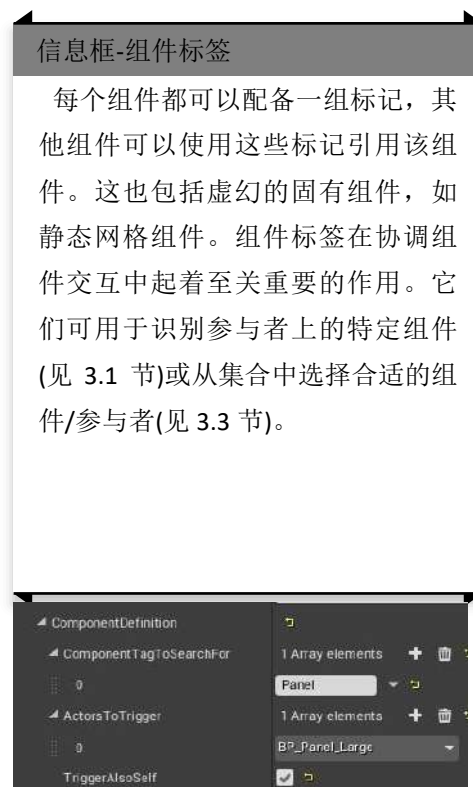 信息框-组件标签
每个组件都可以配备一组标记，其
他组件可以使用这些标记引用该组
件。这也包括虚幻的固有组件，如
静态网格组件。组件标签在协调组
件交互中起着至关重要的作用。它
们可用于识别参与者上的特定组件
(见 3.1 节)或从集合中选择合适的组
件/参与者(见 3.3 节)。
ComponentDefinition
ComponentTagToSearchFor 1 Array elements
0 Panel
ActorsToTrigger 1 Array elements
0 BP_Panel_Large
TriggerAlsoSelf